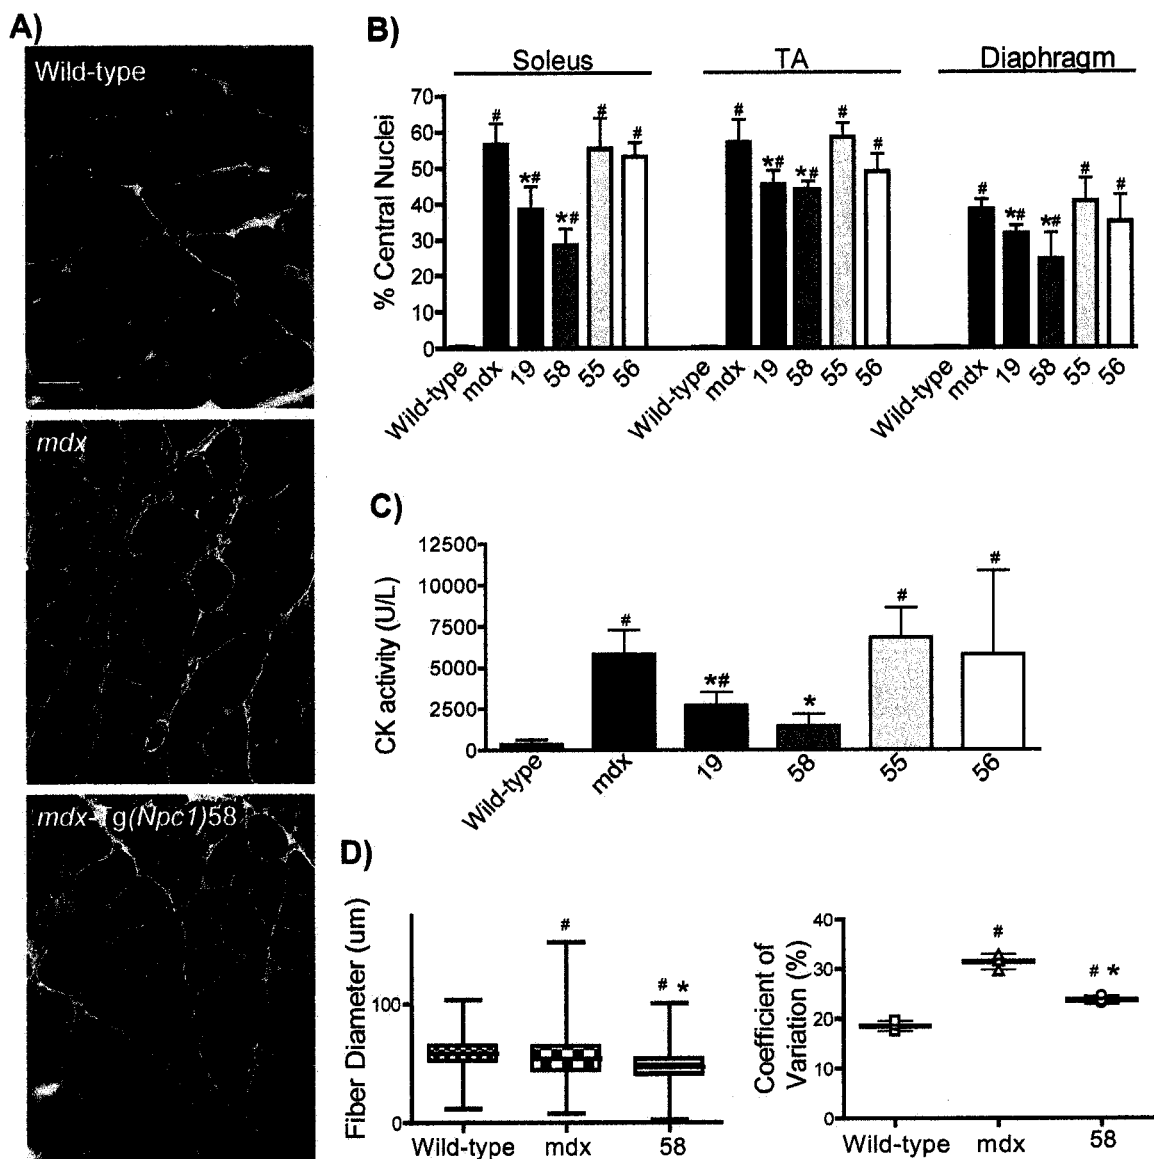 A)
Wild-type
mdx
mdx-Tg(Npc1)58
B)
Soleus TA Diaphragm
% Central Nuclei
70
60
50
40
30
20
10
0
# *# *# # #
# *# *# # #
# *# *# # #
Wild-type mdx 19 58 55 56
Wild-type mdx 19 58 55 56
Wild-type mdx 19 58 55 56
C)
CK activity (U/L)
12500
10000
7500
5000
2500
0
# *# * # #
Wild-type mdx 19 58 55 56
D)
Fiber Diameter (um)
100
0
# # *
Wild-type mdx 58
Coefficient of
Variation (%)
40
30
20
10
0
# # *
Wild-type mdx 58